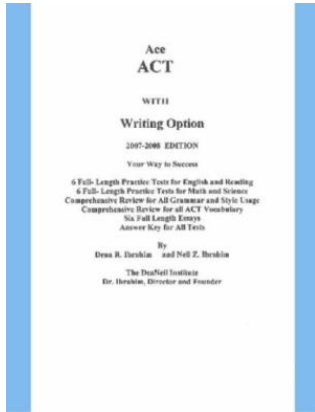 Ace
ACT
WITH
Writing Option
2007-2008 EDITION
Your Way to Success
6 Full- Length Practice Tests for English and Reading
6 Full- Length Practice Tests for Math and Science
Comprehensive Review for All Grammar and Style Usage
Comprehensive Review for all ACT Vocabulary
Six Full Length Essays
Answer Key for All Tests
By
Dena R. Ibrahim and Neil Z. Ibrahim
The DeaNeil Institute
Dr. Ibrahim, Director and Founder